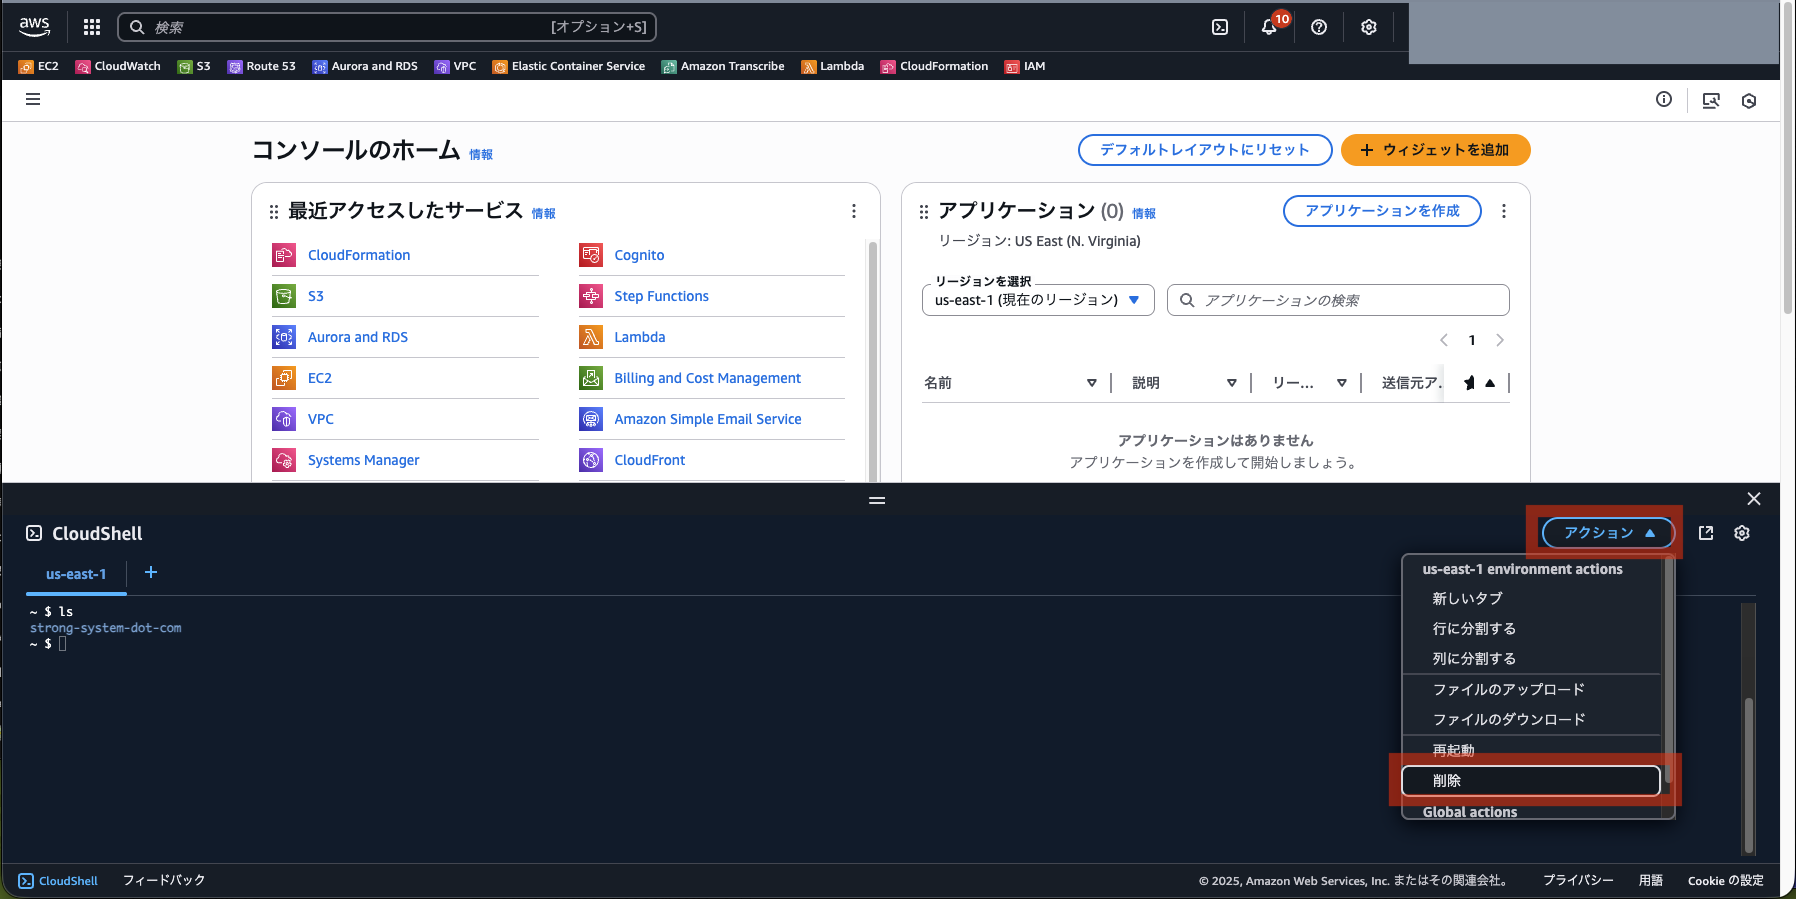 aws
検索 [オプション+S]
10
EC2 CloudWatch S3 Route 53 Aurora and RDS VPC Elastic Container Service Amazon Transcribe Lambda CloudFormation IAM
コンソールのホーム 情報
デフォルトレイアウトにリセット
ウィジェットを追加
最近アクセスしたサービス 情報
CloudFormation
S3
Aurora and RDS
EC2
VPC
Systems Manager
Cognito
Step Functions
Lambda
Billing and Cost Management
Amazon Simple Email Service
CloudFront
アプリケーション (0) 情報
アプリケーションを作成
リージョン: US East (N. Virginia)
リージョンを選択
us-east-1 (現在のリージョン)
アプリケーションの検索
1
名前 説明 リー... 送信元ア.
アプリケーションはありません
アプリケーションを作成して開始しましょう。
CloudShell
アクション
us-east-1 +
~ $ ls
strong-system-dot-com
~ $
us-east-1 environment actions
新しいタブ
行に分割する
列に分割する
ファイルのアップロード
ファイルのダウンロード
再起動
削除
Global actions
CloudShell フィードバック
© 2025, Amazon Web Services, Inc. またはその関連会社。 プライバシー 用語 Cookie の設定